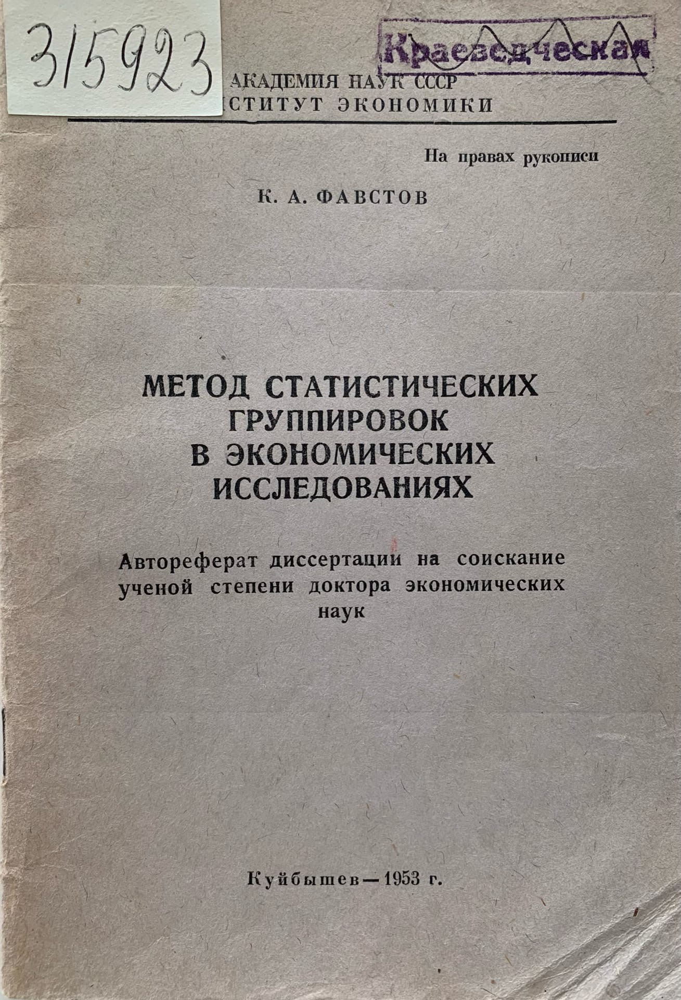 315923
Краеведческая
АКАДЕМИЯ НАУК СССР
СТИТУТ ЭКОНОМИКИ
На правах рукописи
К. А. ФАВСТОВ
МЕТОД СТАТИСТИЧЕСКИХ
ГРУППИРОВОК
В ЭКОНОМИЧЕСКИХ
ИССЛЕДОВАНИЯХ
Автореферат диссертации на соискание
ученой степени доктора экономических
наук
Куйбышев — 1953 г.